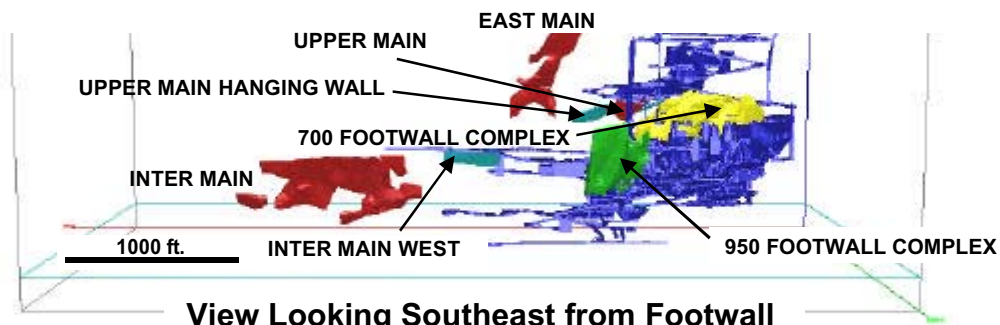 EAST MAIN
UPPER MAIN
UPPER MAIN HANGING WALL
700 FOOTWALL COMPLEX
INTER MAIN
1000 ft.
INTER MAIN WEST
950 FOOTWALL COMPLEX
View Looking Southeast from Footwall